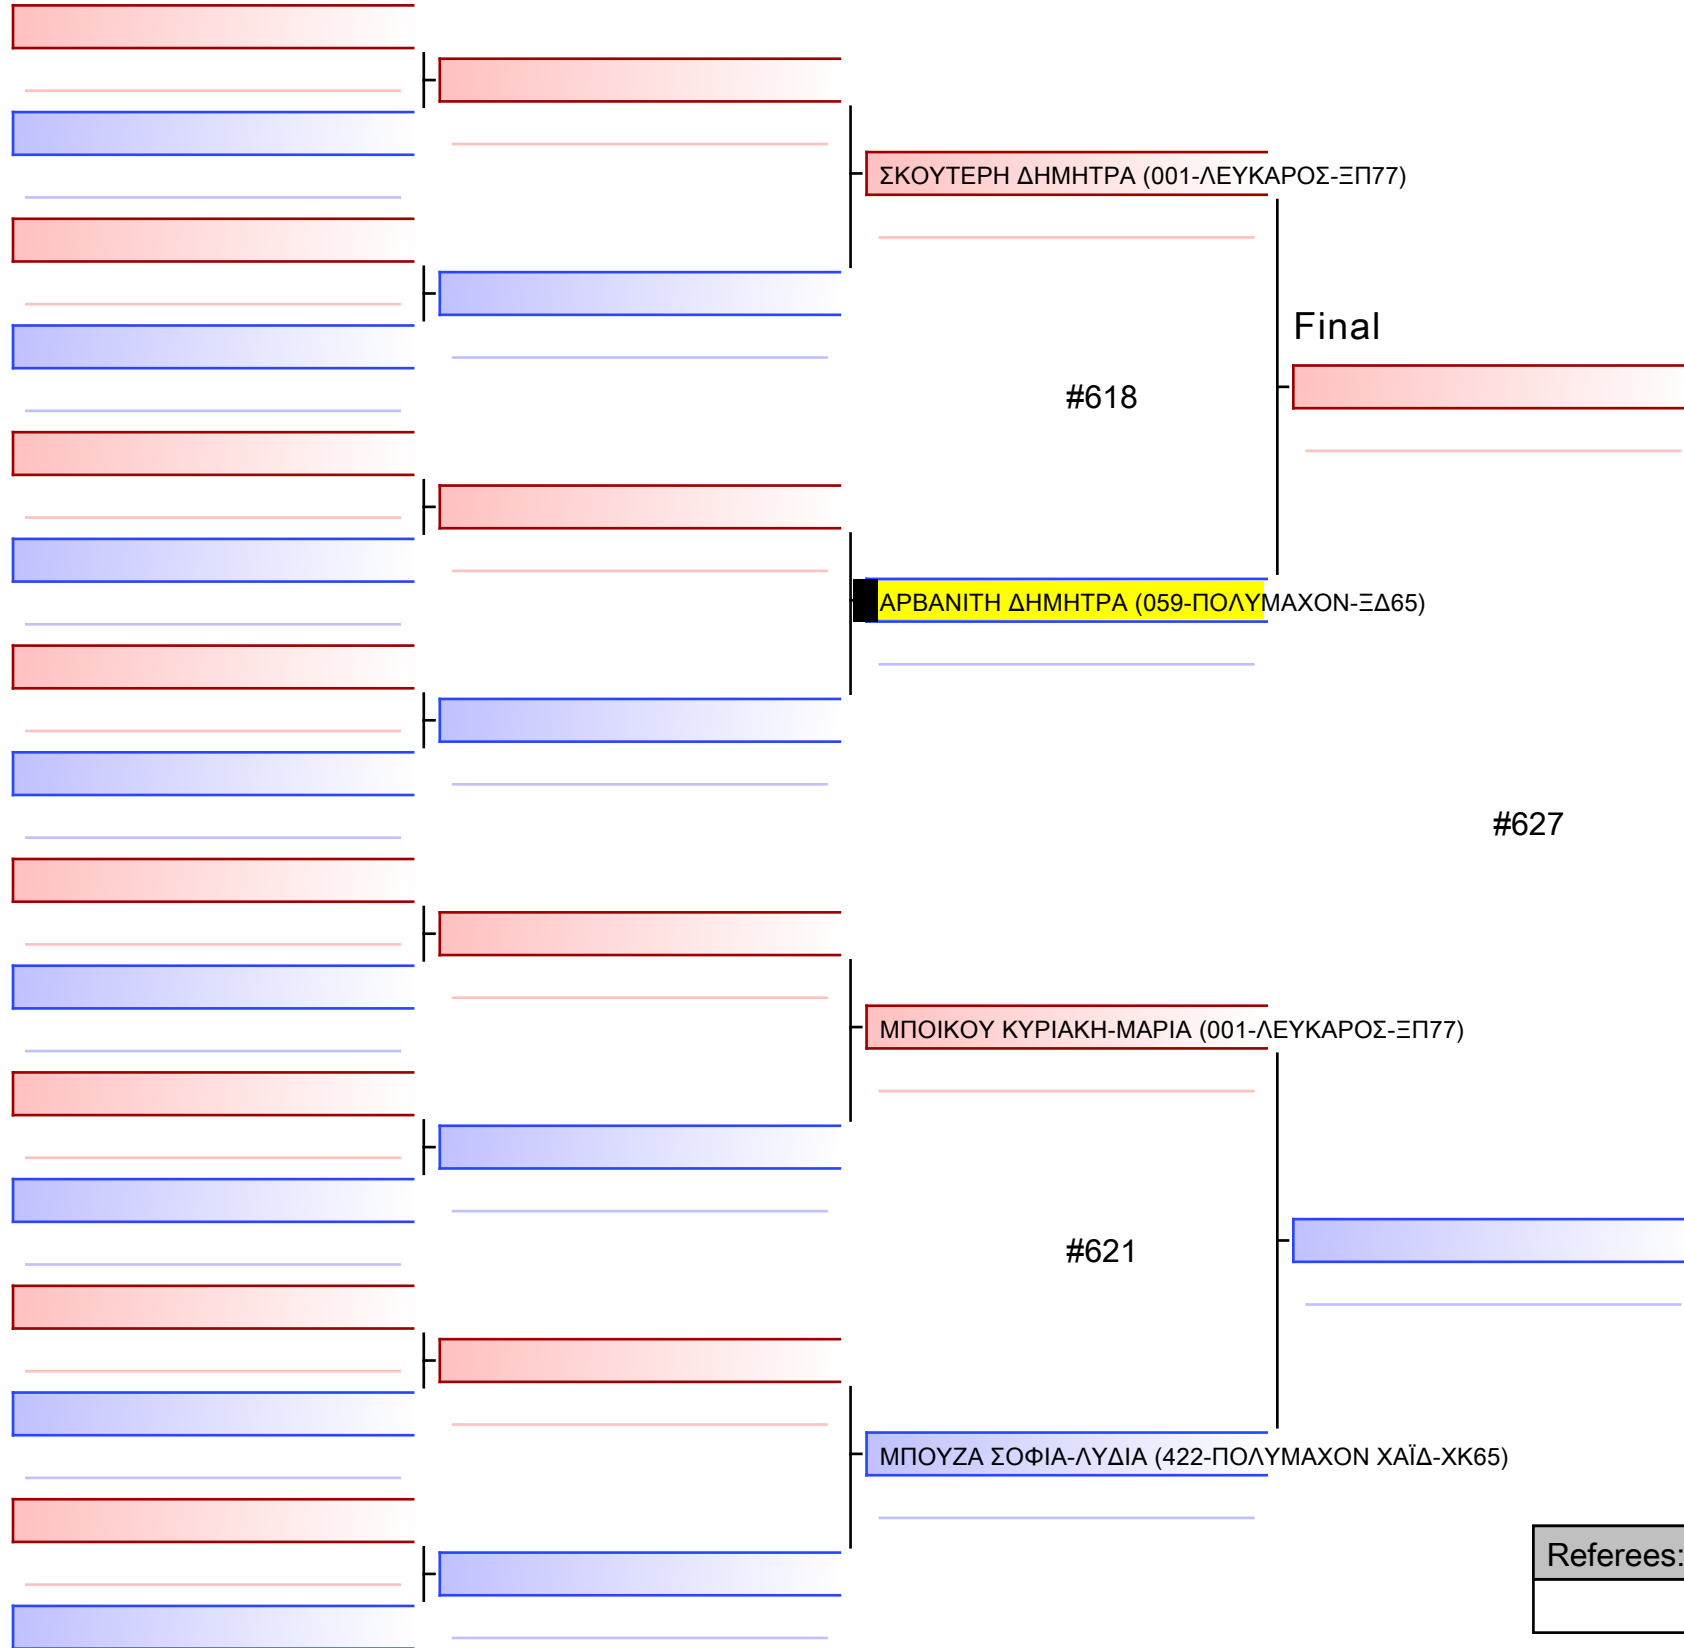 ΣΚΟΥΤΕΡΗ ΔΗΜΗΤΡΑ (001-ΛΕΥΚΑΡΟΣ-ΞΠ77)
Final
#618
ΑΡΒΑΝΙΤΗ ΔΗΜΗΤΡΑ (059-ΠΟΛΥΜΑΧΟΝ-ΞΔ65)
#627
ΜΠΟΙΚΟΥ ΚΥΡΙΑΚΗ-ΜΑΡΙΑ (001-ΛΕΥΚΑΡΟΣ-ΞΠ77)
#621
ΜΠΟΥΖΑ ΣΟΦΙΑ-ΛΥΔΙΑ (422-ΠΟΛΥΜΑΧΟΝ ΧΑΪΔ-ΧΚ65)
Referees: